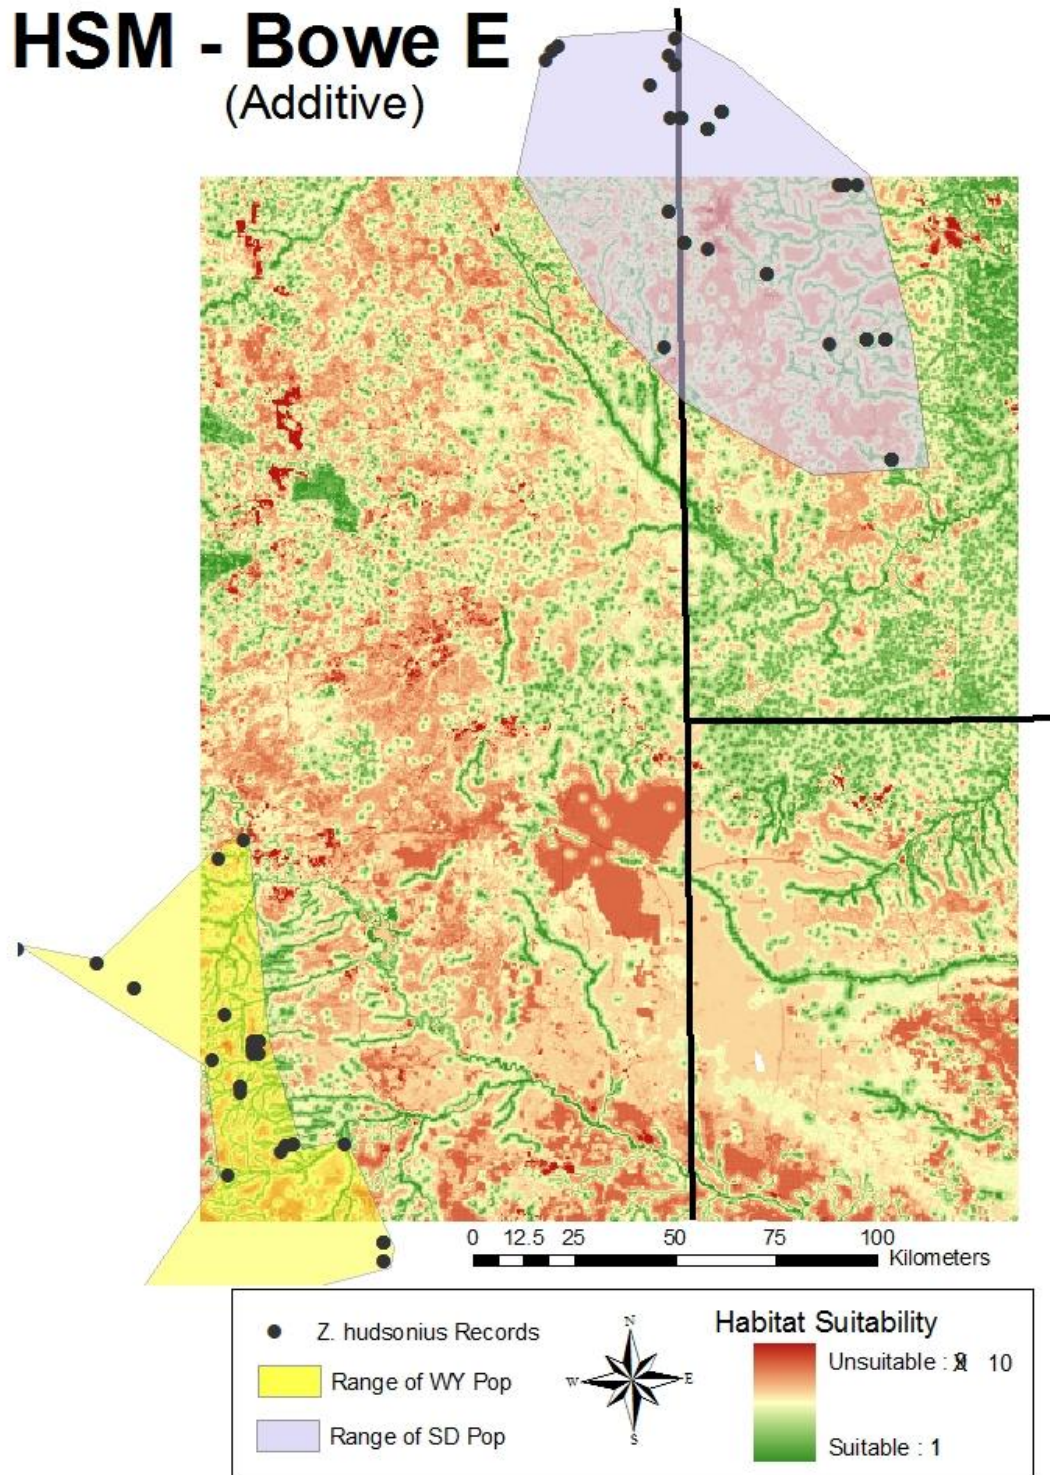 HSM - Bowe E
(Additive)
0 12.5 25 50 75 100
Kilometers
Z. hudsonius Records
Range of WY Pop
Range of SD Pop
N
W E
S
Habitat Suitability
Unsuitable : 10
Suitable : 1